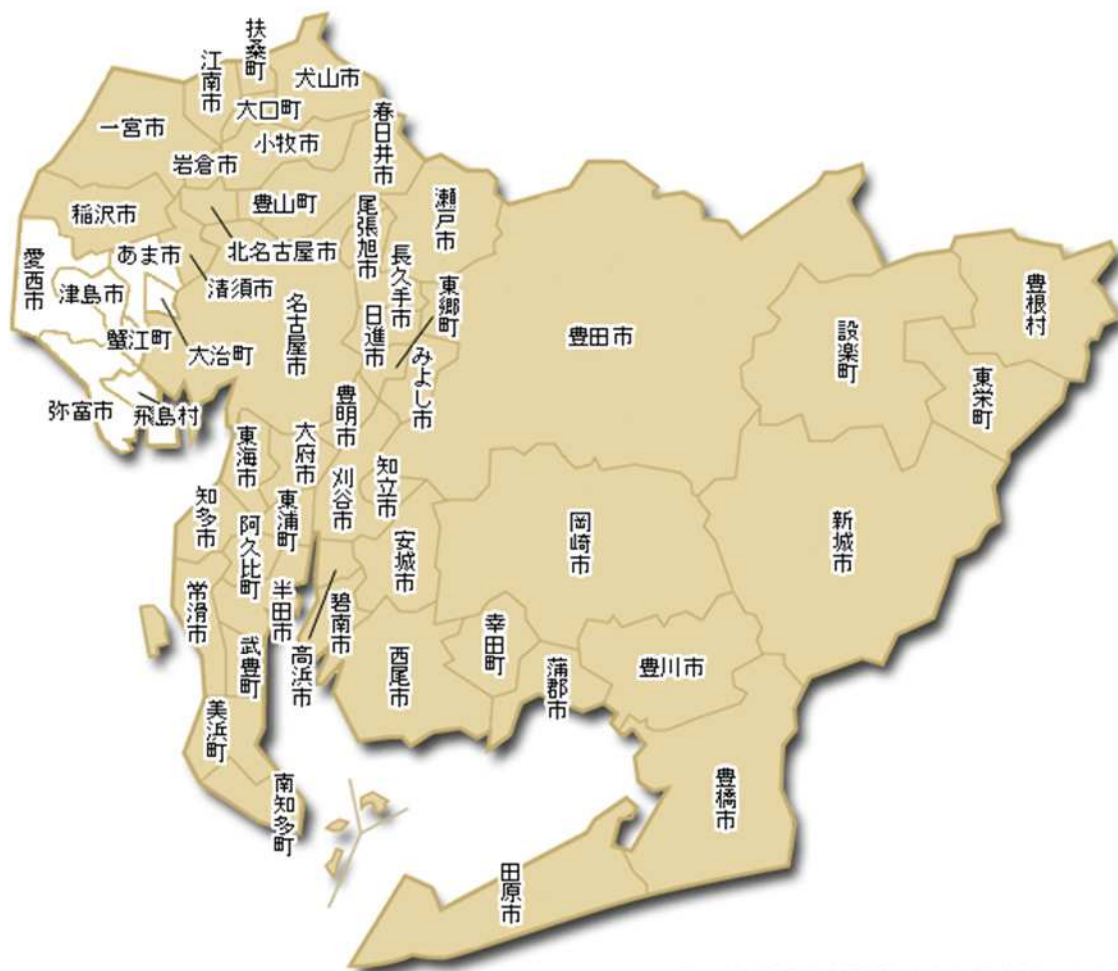 扶桑町
江南市
犬山市
大口町
春日井市
一宮市
小牧市
岩倉市
瀬戸市
豊山町
尾張旭市
稲沢市
北名古屋市
あま市
長久手市
愛西市
清須市
東郷町
津島市
名古屋市
日進市
豊根村
蟹江町
大治町
みよし市
豊田市
設楽町
東栄町
弥富市
飛島村
豊明市
東海市
大府市
知立市
刈谷市
知多市
東浦町
阿久比町
岡崎市
新城市
安城市
常滑市
半田市
碧南市
高浜市
武豊町
西尾市
幸田町
蒲郡市
豊川市
美浜町
南知多町
豊橋市
田原市